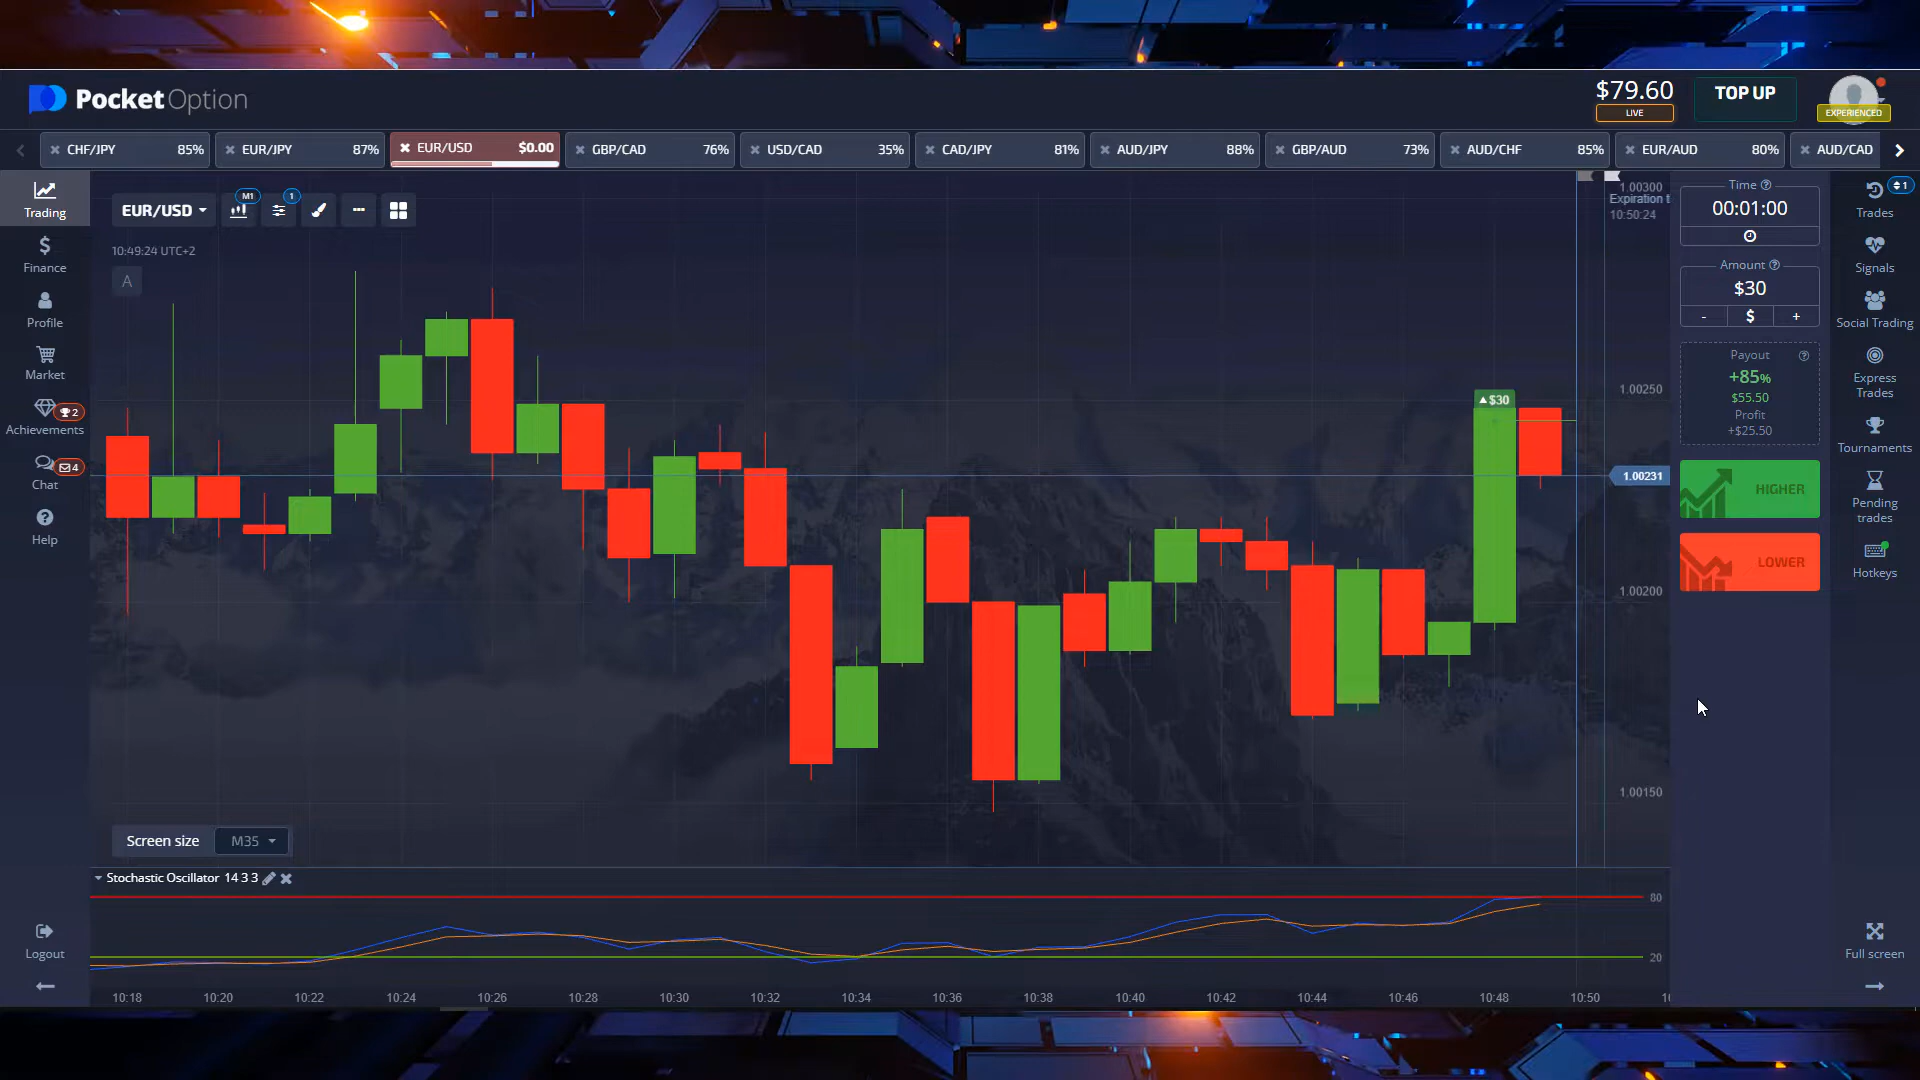 PocketOption
$79.60
LIVE
TOP UP
EXPERIENCED
CHF/JPY 85%
EUR/JPY 87%
EUR/USD $0.00
GBP/CAD 76%
USD/CAD 35%
CAD/JPY 81%
AUD/JPY 88%
GBP/AUD 73%
AUD/CHF 85%
EUR/AUD 80%
AUD/CAD
Trading
Finance
Profile
Market
2
Achievements
4
Chat
Help
Logout
EUR/USD
M1
1
10:49:24 UTC+2
A
$30
1.00300
Expiration t
10:50:24
1.00250
1.00231
1.00200
1.00150
Screen size M35
Stochastic Oscillator 14 3 3
80
20
10:18 10:20 10:22 10:24 10:26 10:28 10:30 10:32 10:34 10:36 10:38 10:40 10:42 10:44 10:46 10:48 10:50
Time
00:01:00
Amount
$30
- $ +
Payout
+85%
$55.50
Profit
+$25.50
HIGHER
LOWER
1
Trades
Signals
Social Trading
Express
Trades
Tournaments
Pending
trades
Hotkeys
Full screen